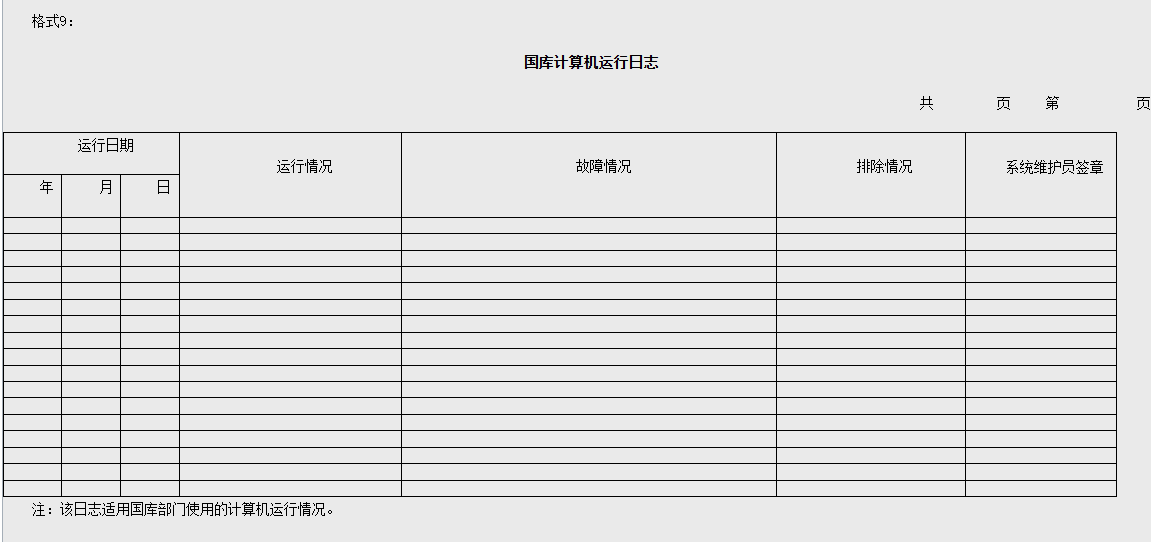 格式9：
国库计算机运行日志
共 页 第 页
运行日期 运行情况 故障情况 排除情况 系统维护员签章
年 月 日
注：该日志适用国库部门使用的计算机运行情况。